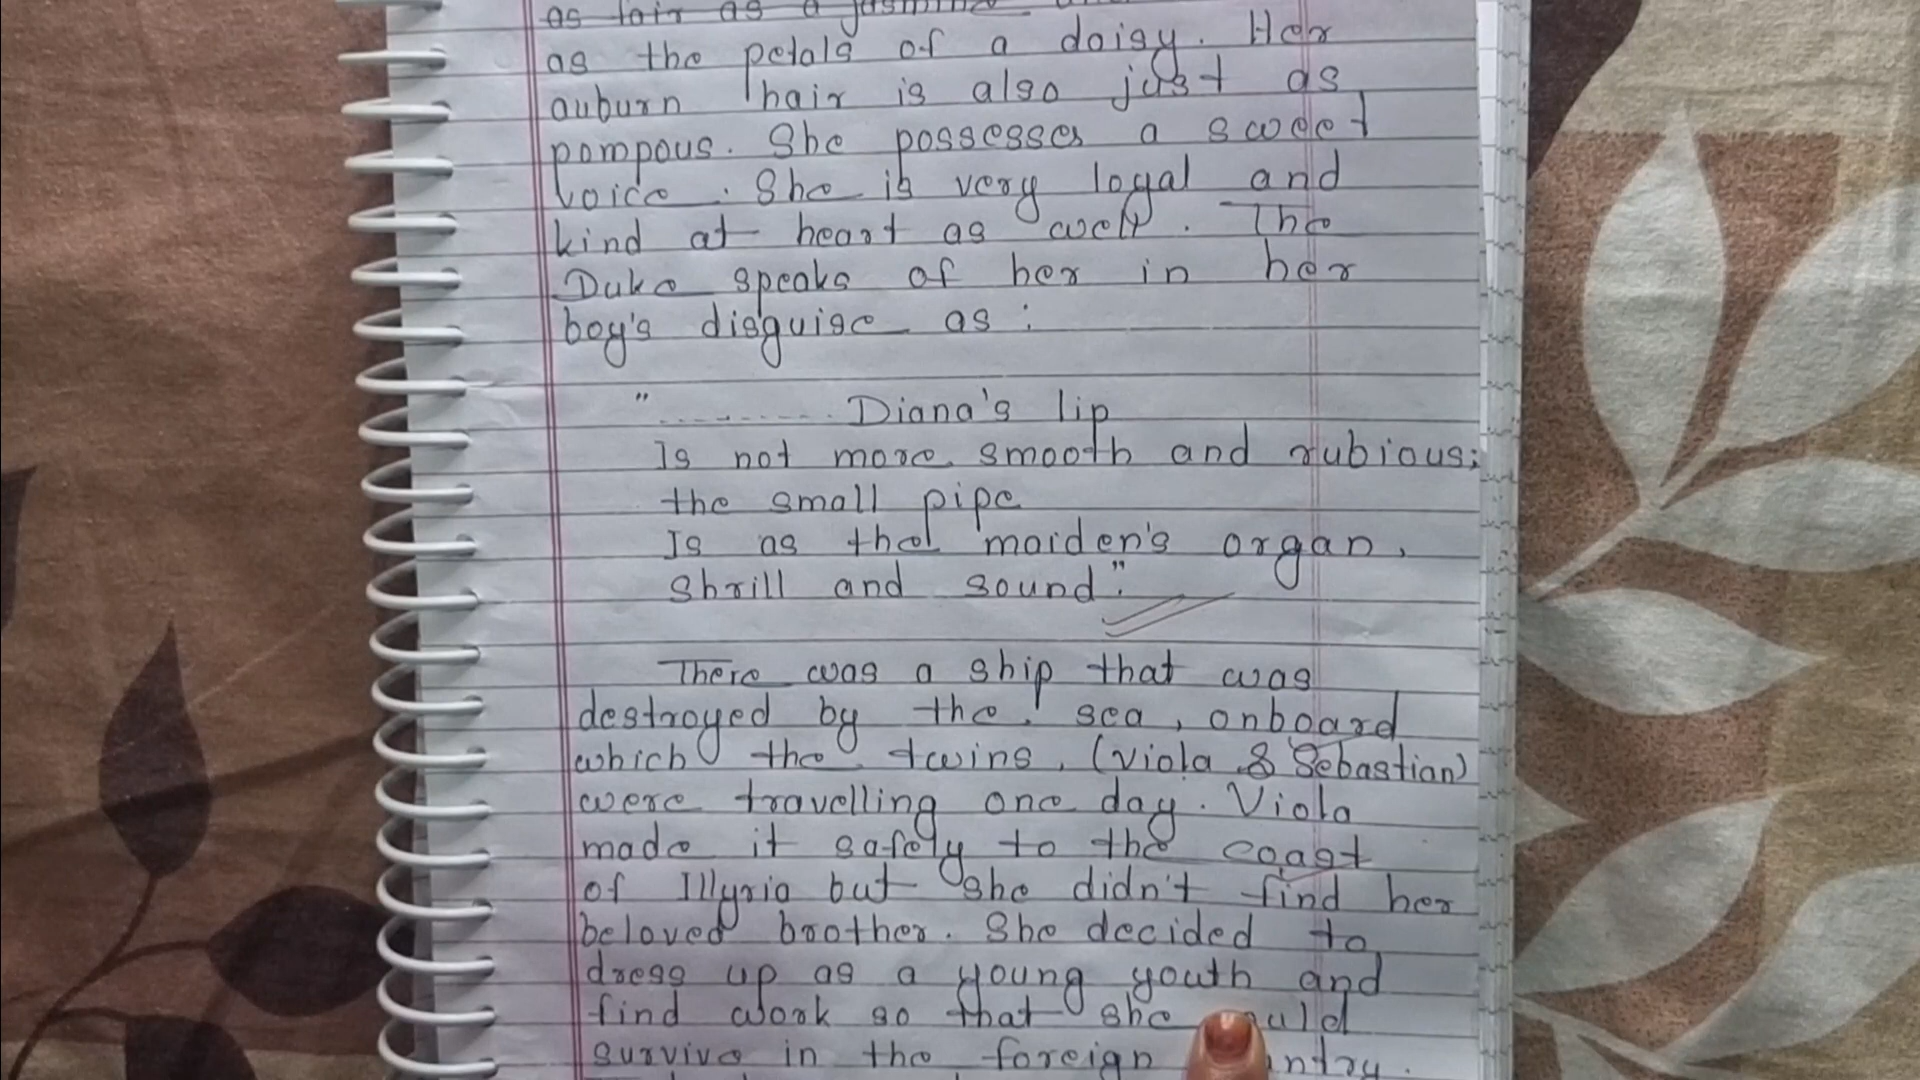 as fair as a jasmine
as the petals of a daisy. Her
auburn hair is also just as
pompous. She possesses a sweet
voice. She is very loyal and
kind at heart as well. The
Duke speaks of her in her
boy's disguise as :
" ......... Diana's lip
Is not more smooth and rubious;
the small pipe
Is as the maiden's organ,
shrill and sound".
There was a ship that was
destroyed by the sea, onboard
which the twins, (Viola & Sebastian)
were travelling one day. Viola
made it safely to the coast
of Illyria but she didn't find her
beloved brother. She decided to
dress up as a young youth and
find work so that she
survive in the foreign